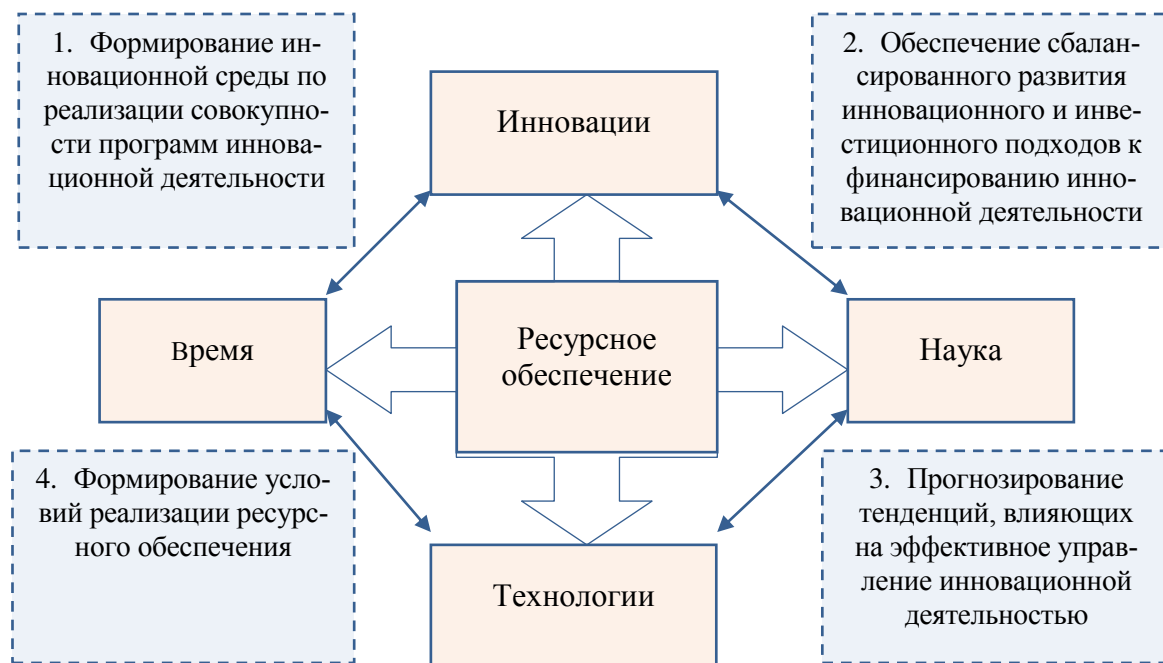 1. Формирование ин-
новационной среды по
реализации совокупно-
сти программ иннова-
ционной деятельности
Инновации
2. Обеспечение сбалан-
сированного развития
инновационного и инве-
стиционного подходов к
финансированию инно-
вационной деятельности
Время
Ресурсное
обеспечение
Наука
4. Формирование усло-
вий реализации ресурс-
ного обеспечения
Технологии
3. Прогнозирование
тенденций, влияющих
на эффективное управ-
ление инновационной
деятельностью